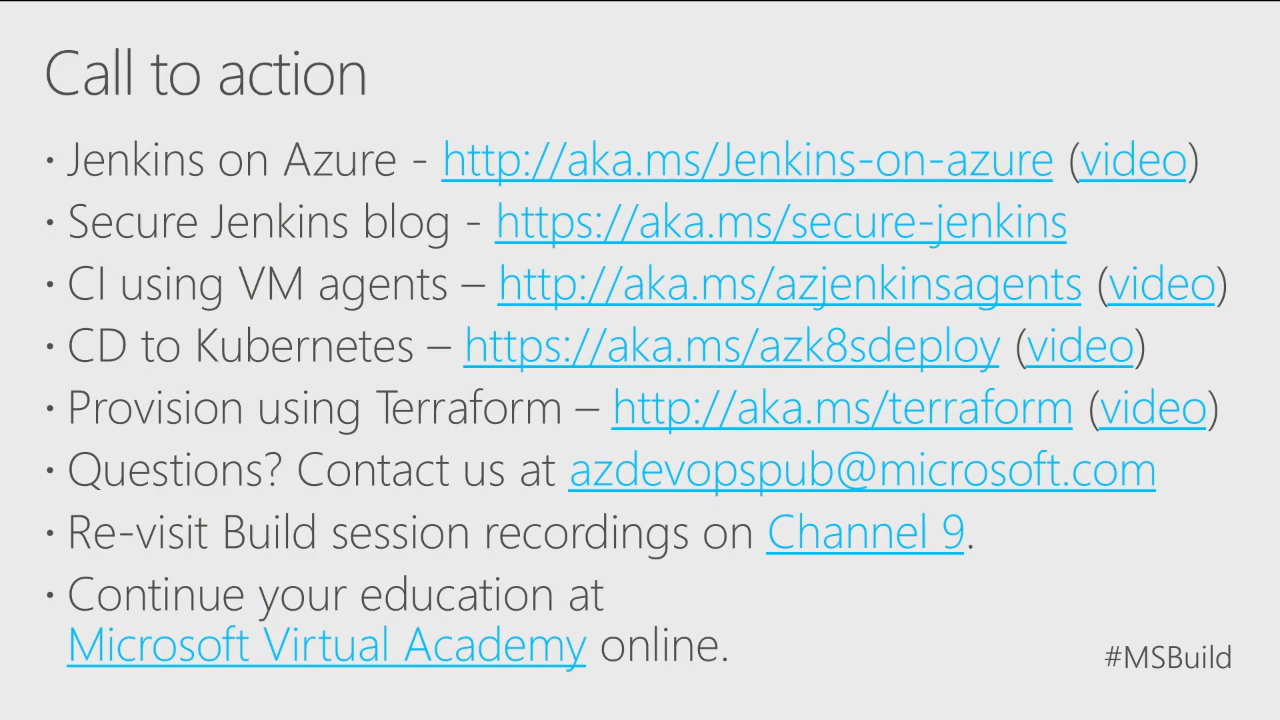 Call to action
· Jenkins on Azure - http://aka.ms/Jenkins-on-azure (video)
· Secure Jenkins blog - https://aka.ms/secure-jenkins
· CI using VM agents – http://aka.ms/azjenkinsagents (video)
· CD to Kubernetes – https://aka.ms/azk8sdeploy (video)
· Provision using Terraform – http://aka.ms/terraform (video)
· Questions? Contact us at azdevopspub@microsoft.com
· Re-visit Build session recordings on Channel 9.
· Continue your education at
Microsoft Virtual Academy online.
#MSBuild